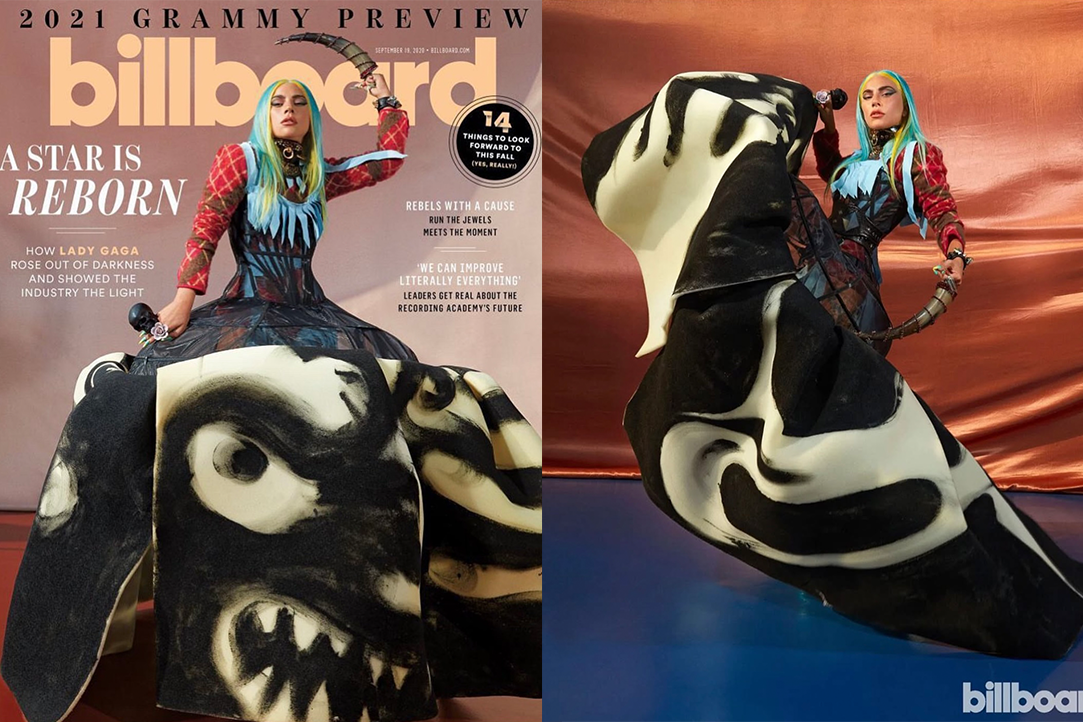 2021 GRAMMY PREVIEW
billboard
SEPTEMBER 19, 2020 • BILLBOARD.COM
14
THINGS TO LOOK
FORWARD TO
THIS FALL
(YES, REALLY!)
A STAR IS
REBORN
HOW LADY GAGA
ROSE OUT OF DARKNESS
AND SHOWED THE
INDUSTRY THE LIGHT
REBELS WITH A CAUSE
RUN THE JEWELS
MEETS THE MOMENT
'WE CAN IMPROVE
LITERALLY EVERYTHING'
LEADERS GET REAL ABOUT THE
RECORDING ACADEMY'S FUTURE
billboar